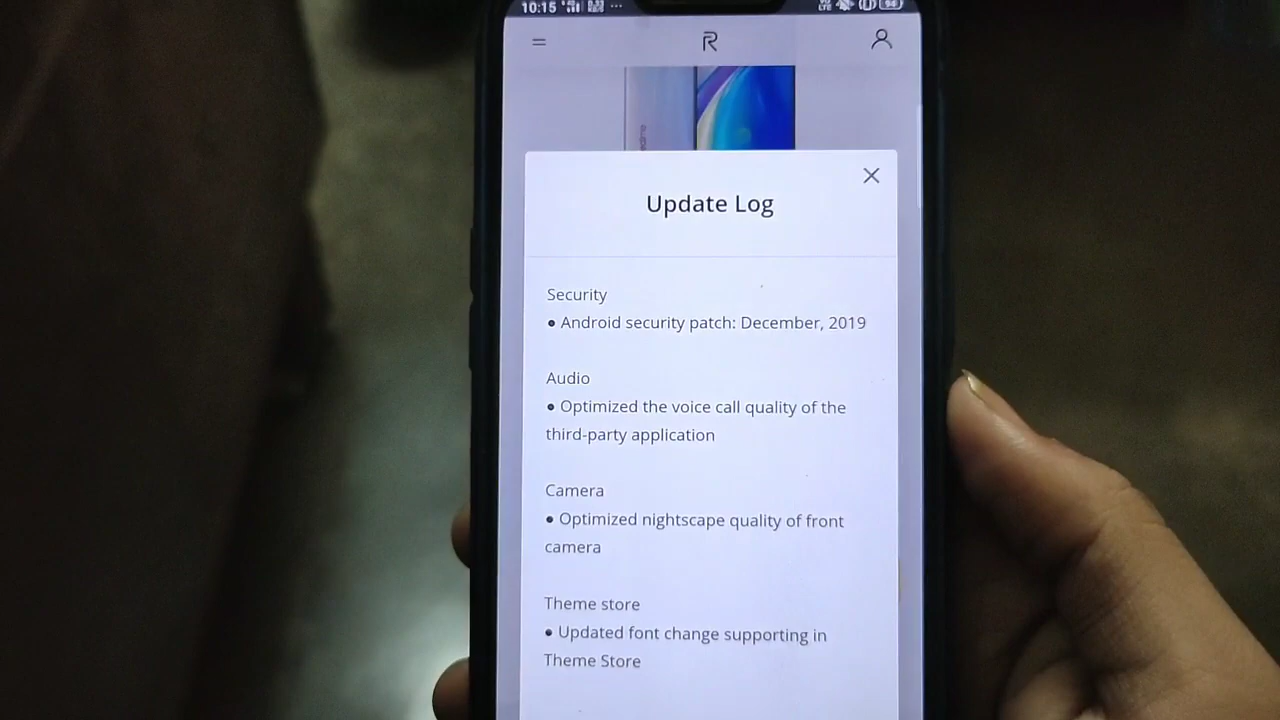 10:15
94
R
Update Log
Security
• Android security patch: December, 2019
Audio
• Optimized the voice call quality of the
third-party application
Camera
• Optimized nightscape quality of front
camera
Theme store
• Updated font change supporting in
Theme Store